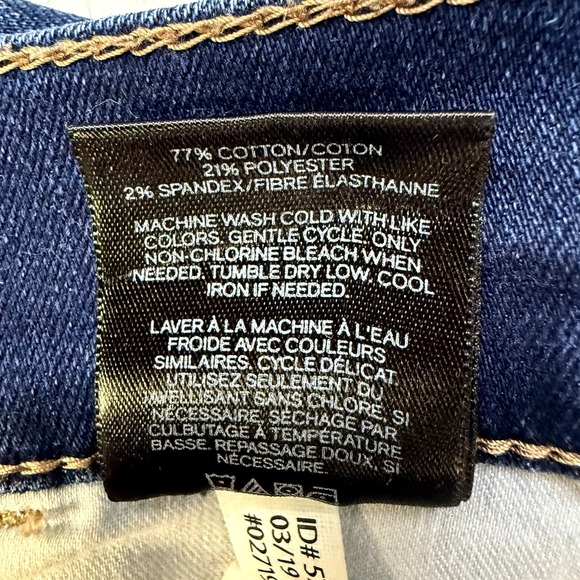 77% COTTON/COTON
21% POLYESTER
2% SPANDEX/FIBRE ÉLASTHANNE
MACHINE WASH COLD WITH LIKE
COLORS. GENTLE CYCLE. ONLY
NON-CHLORINE BLEACH WHEN
NEEDED. TUMBLE DRY LOW. COOL
IRON IF NEEDED.
LAVER À LA MACHINE À L'EAU
FROIDE AVEC COULEURS
SIMILAIRES. CYCLE DÉLICAT.
UTILISEZ SEULEMENT DU
JAVELLISANT SANS CHLORE, SI
NÉCESSAIRE. SÉCHAGE PAR
CULBUTAGE À TEMPÉRATURE
BASSE. REPASSAGE DOUX, SI
NÉCESSAIRE.
ID# 5
03/19
#02719